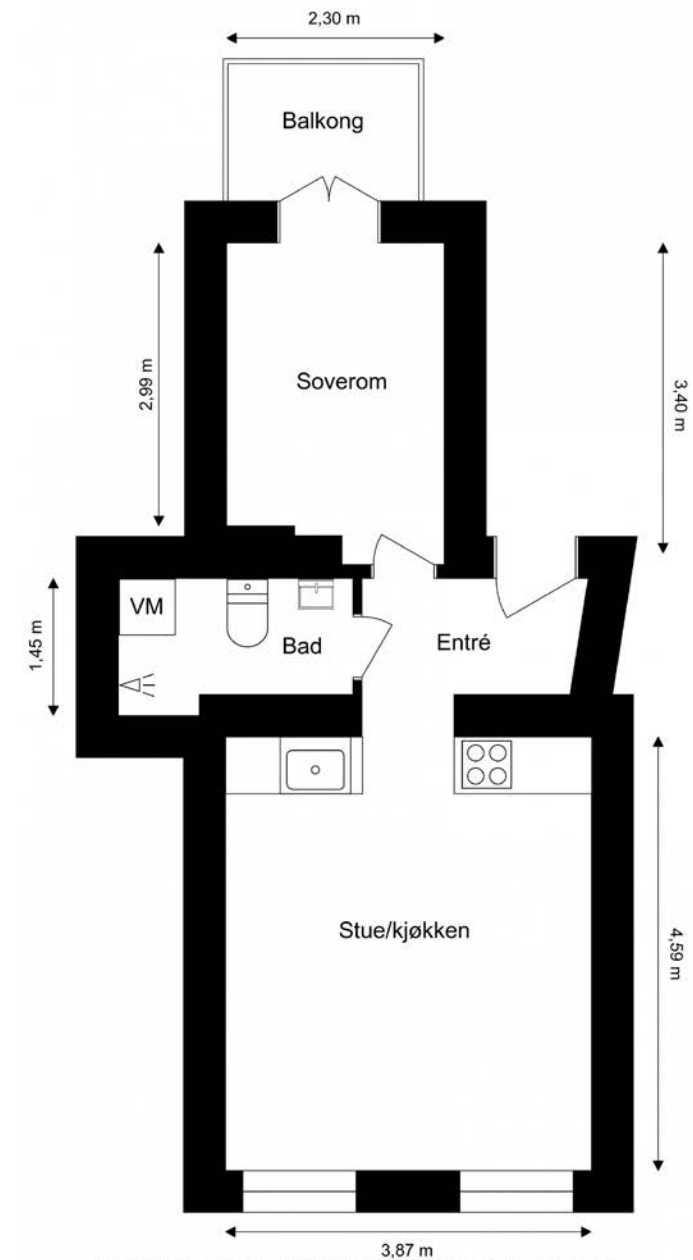 2,30 m
Balkong
2,99 m
Soverom
3,40 m
VM
1,45 m
Bad
Entré
Stue/kjøkken
4,59 m
3,87 m